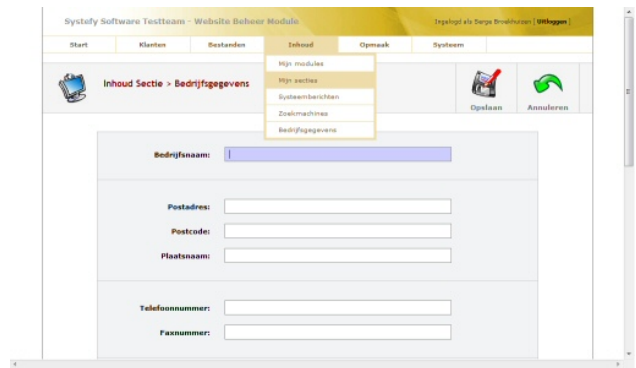 Systefy Software Testteam - Website Beheer Module
Ingelogd als Serge Broekhuizen | Uitloggen |
Start Klanten Bestanden Inhoud Opmaak Systeem
Mijn modules
Mijn secties
Systeemberichten
Zoekmachines
Bedrijfsgegevens
Inhoud Sectie > Bedrijfsgegevens
Opslaan Annuleren
Bedrijfsnaam:
Postadres:
Postcode:
Plaatsnaam:
Telefoonnummer:
Faxnummer: